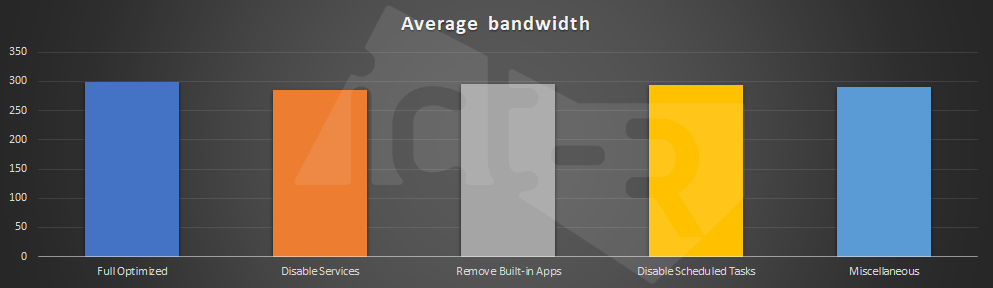 Average bandwidth
350
300
250
200
150
100
50
0
Full Optimized
Disable Services
Remove Built-in Apps
Disable Scheduled Tasks
Miscellaneous